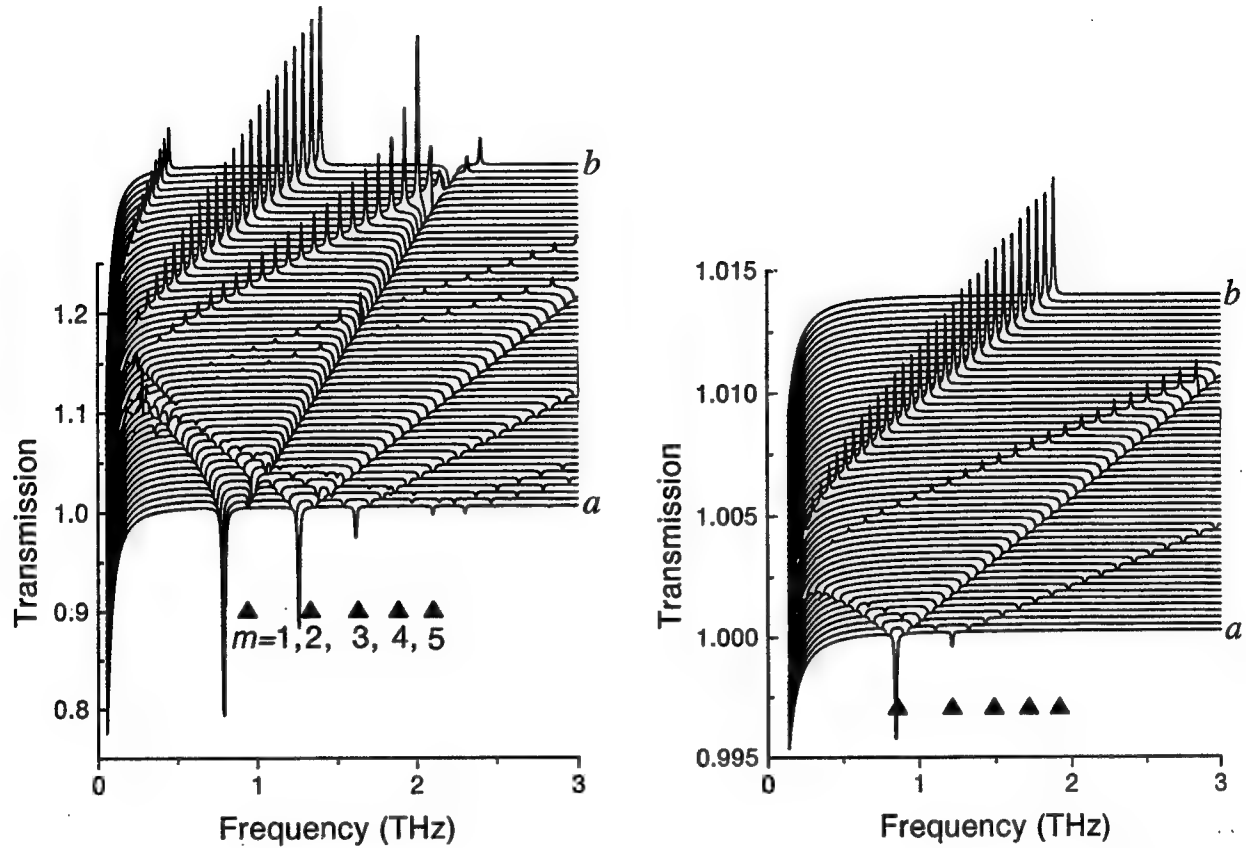 b
1.2
1.1
1.0
0.9
0.8
Transmission
a
m=1,2, 3, 4, 5
0 1 2 3
Frequency (THz)
1.015
1.010
1.005
1.000
0.995
Transmission
b
a
0 1 2 3
Frequency (THz)